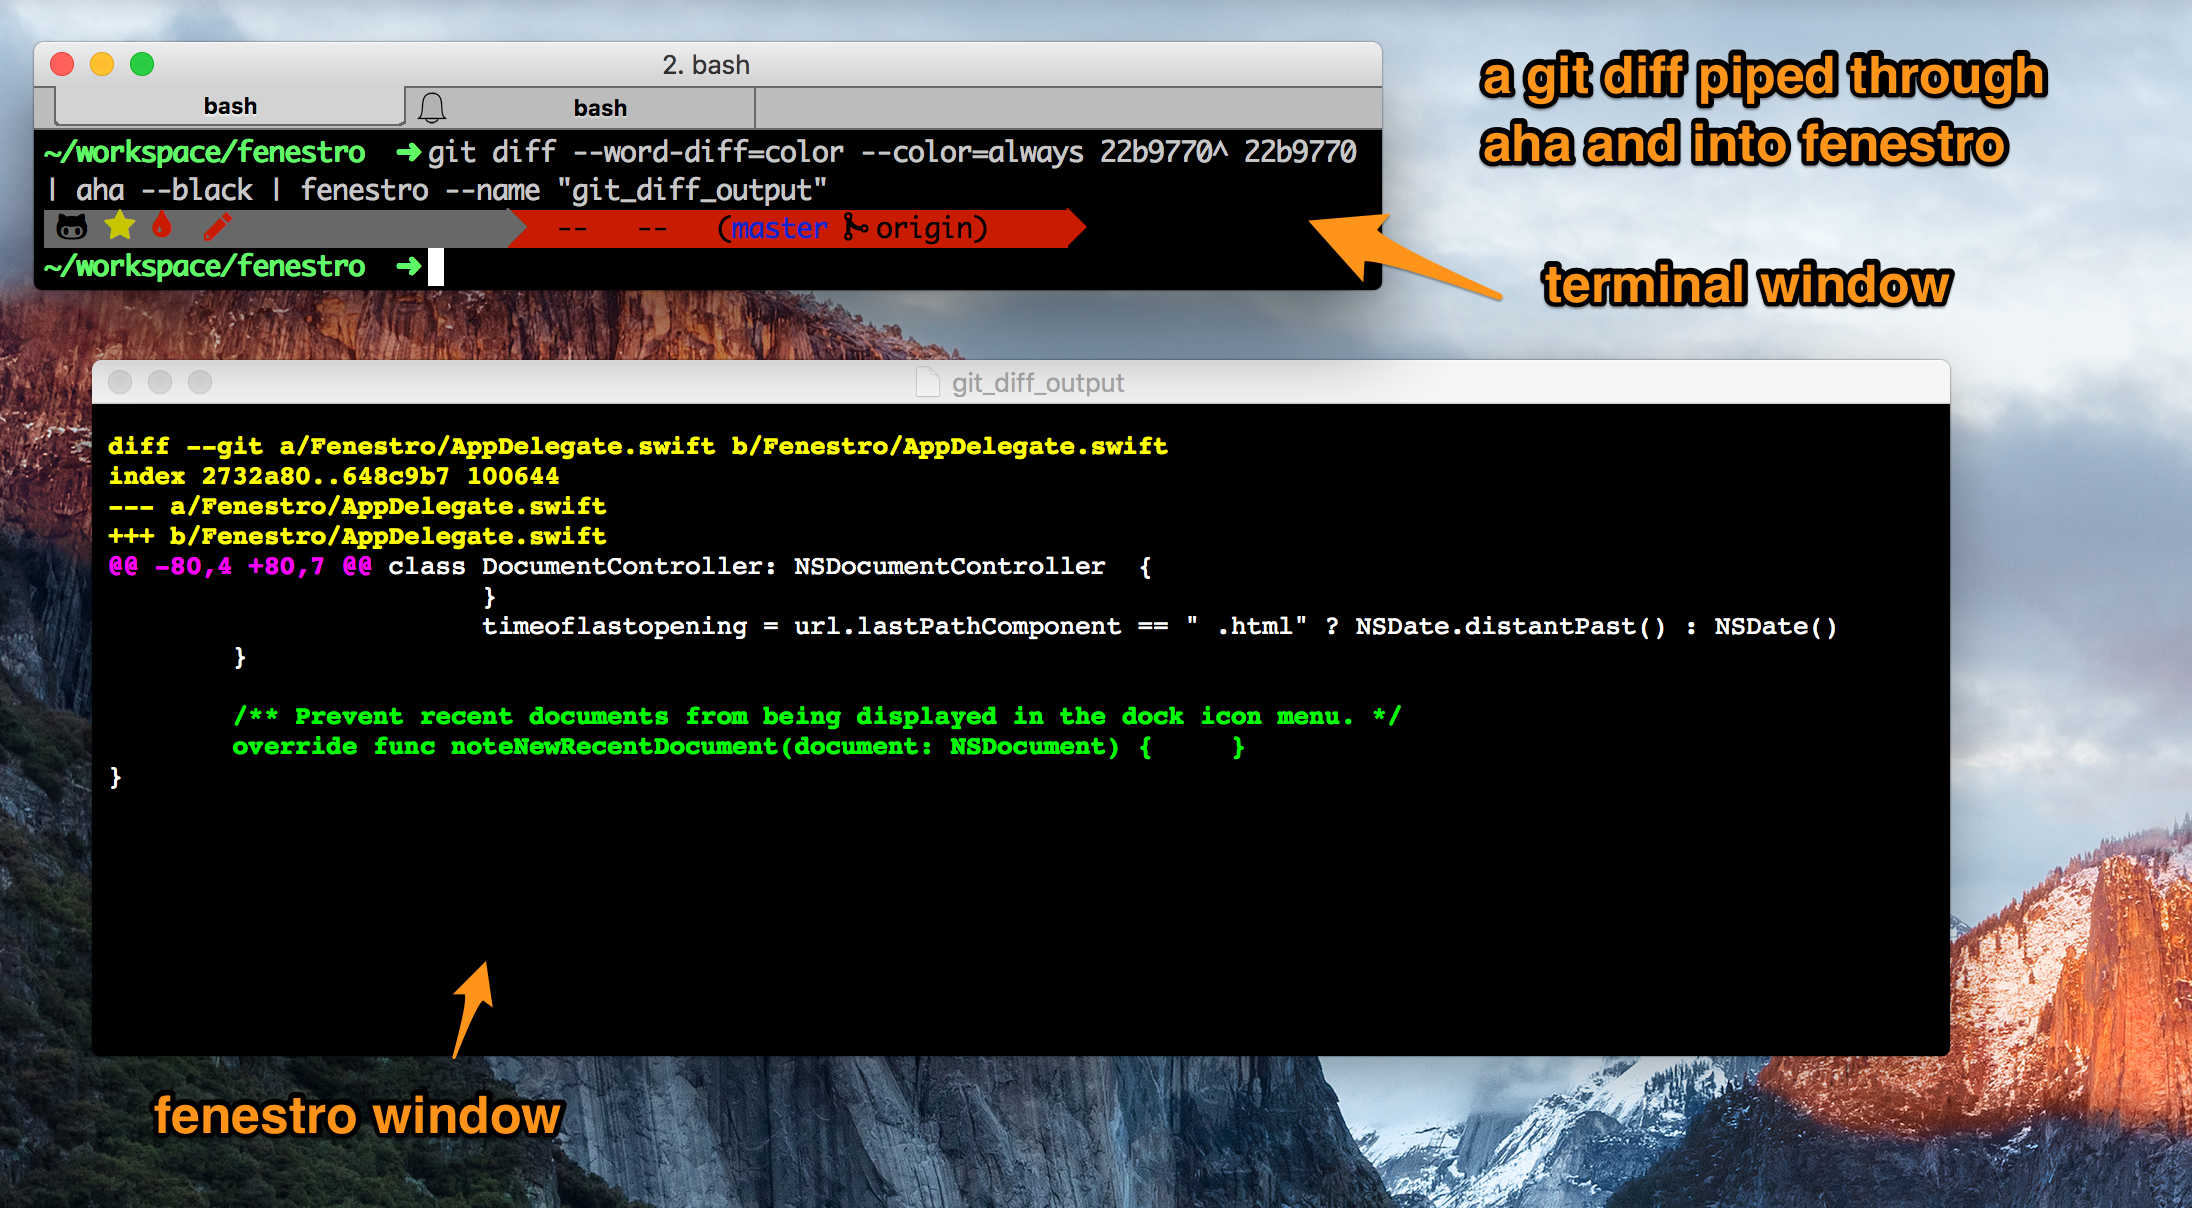 2. bash
bash
bash
~/workspace/fenestro ➜ git diff --word-diff=color --color=always 22b9770^ 22b9770
| aha --black | fenestro --name "git_diff_output"
-- -- (master origin)
~/workspace/fenestro ➜
a git diff piped through
aha and into fenestro
terminal window
git_diff_output
diff --git a/Fenestro/AppDelegate.swift b/Fenestro/AppDelegate.swift
index 2732a80..648c9b7 100644
--- a/Fenestro/AppDelegate.swift
+++ b/Fenestro/AppDelegate.swift
@@ -80,4 +80,7 @@ class DocumentController: NSDocumentController  {
}
timeoflastopening = url.lastPathComponent == " .html" ? NSDate.distantPast() : NSDate()
}
/** Prevent recent documents from being displayed in the dock icon menu. */
override func noteNewRecentDocument(document: NSDocument) {     }
}
fenestro window